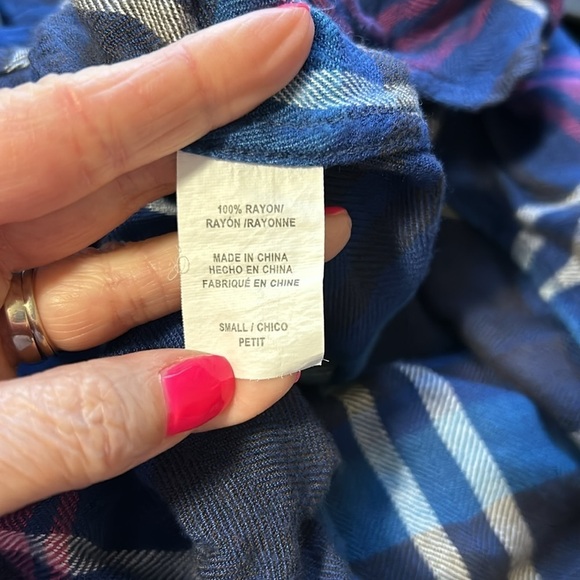 100% RAYON/
RAYÓN /RAYONNE
MADE IN CHINA
HECHO EN CHINA
FABRIQUÉ EN CHINE
SMALL / CHICO
PETIT